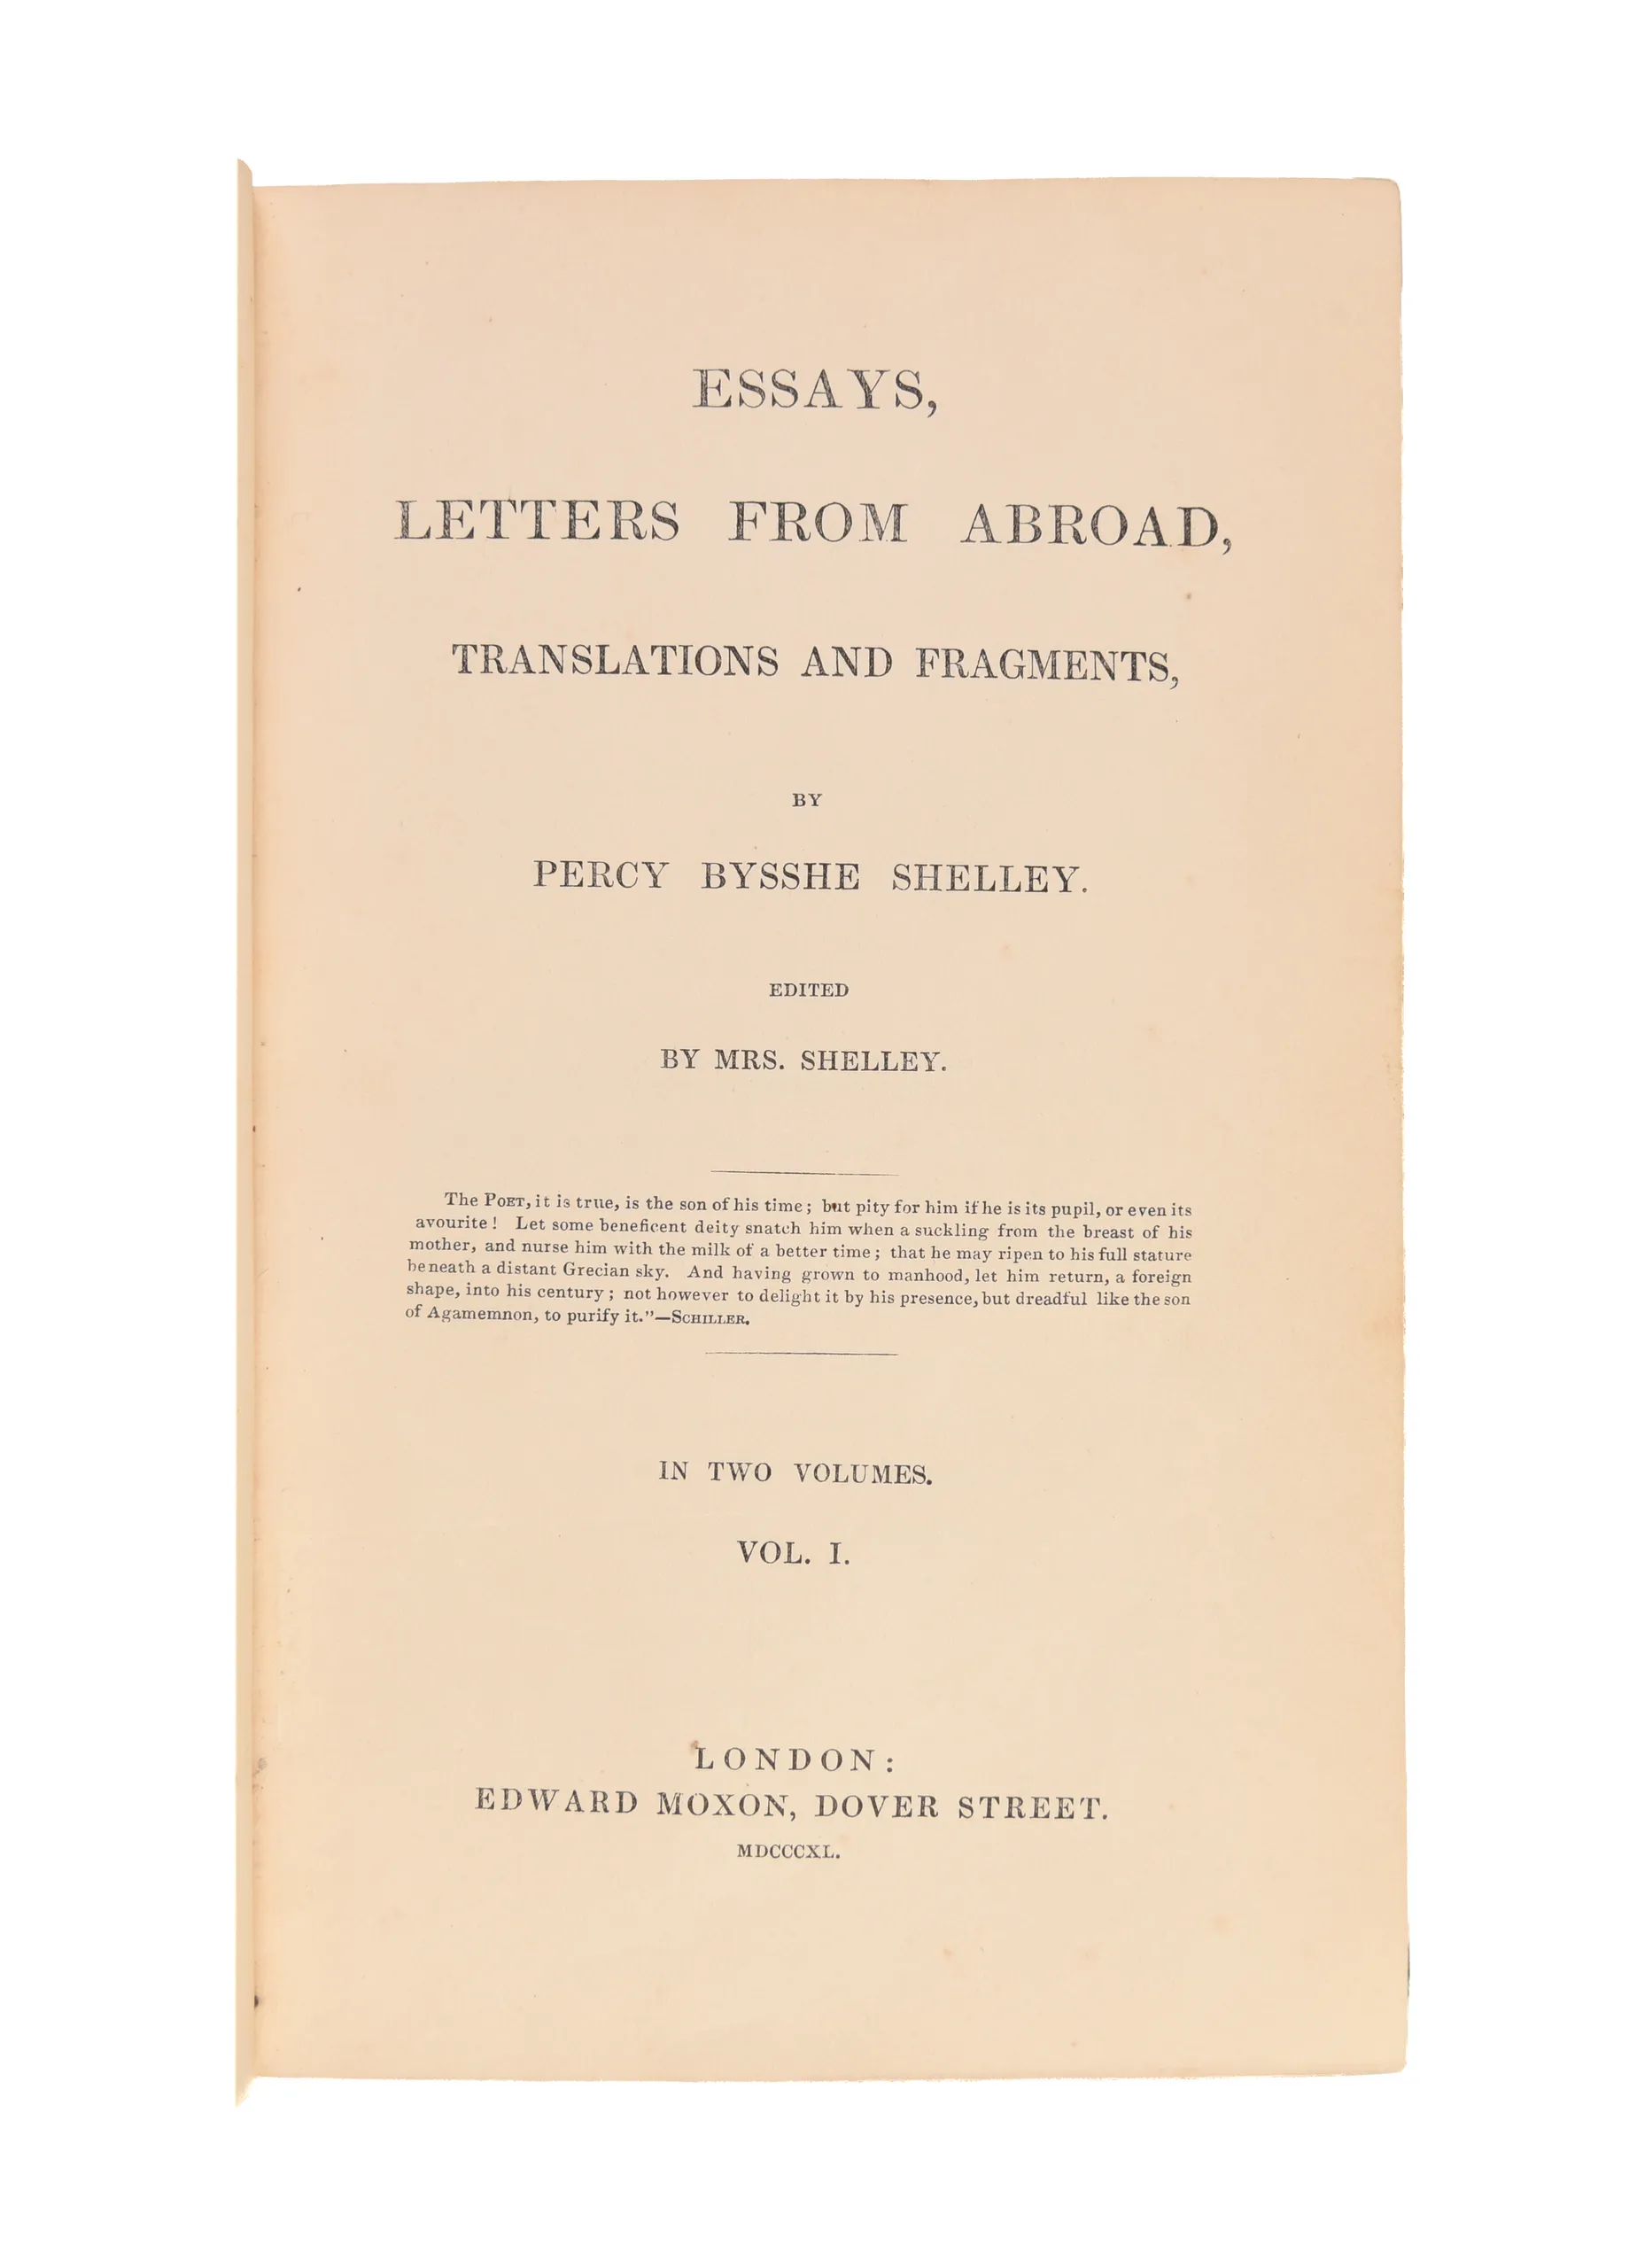 ESSAYS,
LETTERS FROM ABROAD,
TRANSLATIONS AND FRAGMENTS,
BY
PERCY BYSSHE SHELLEY.
EDITED
BY MRS. SHELLEY.
The POET, it is true, is the son of his time; but pity for him if he is its pupil, or even its
avourite! Let some beneficent deity snatch him when a suckling from the breast of his
mother, and nurse him with the milk of a better time; that he may ripen to his full stature
beneath a distant Grecian sky. And having grown to manhood, let him return, a foreign
shape, into his century; not however to delight it by his presence, but dreadful like the son
of Agamemnon, to purify it."—SCHILLER.
IN TWO VOLUMES.
VOL. I.
LONDON:
EDWARD MOXON, DOVER STREET.
MDCCCXL.